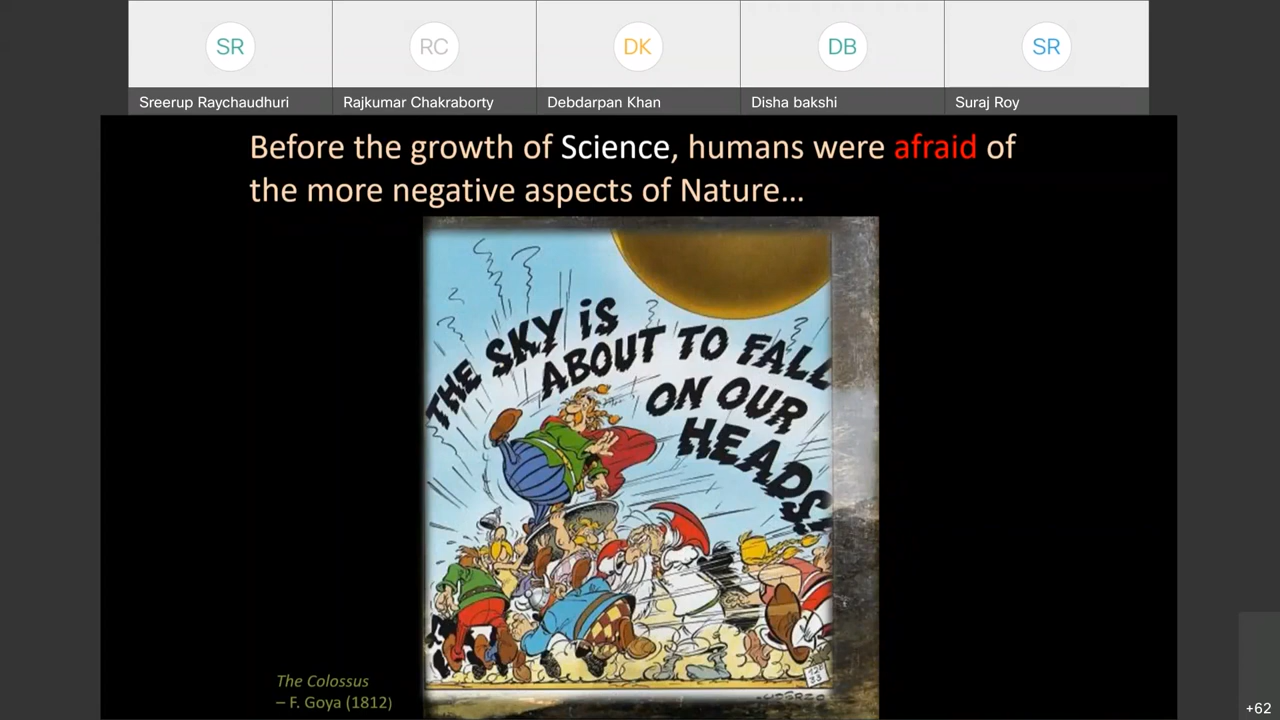 SR
RC
DK
DB
SR
Sreerup Raychaudhuri
Rajkumar Chakraborty
Debdarpan Khan
Disha bakshi
Suraj Roy
Before the growth of Science, humans were afraid of
the more negative aspects of Nature...
THE SKY IS
ABOUT TO FALL
ON OUR
HEADS
The Colossus
– F. Goya (1812)
+62